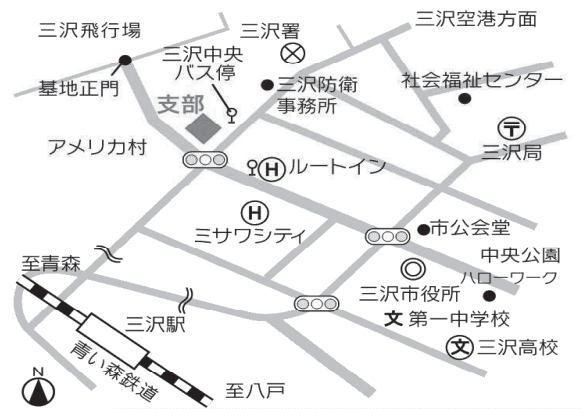 三沢空港方面
三沢飛行場
三沢署
三沢中央
バス停
社会福祉センター
基地正門
三沢防衛
事務所
支部
〒
アメリカ村
三沢局
H
ルートイン
H
ミサワシティ
市公会堂
中央公園
至青森
ハローワーク
三沢市役所
三沢駅
文
第一中学校
青い森鉄道
文
三沢高校
N
至八戸